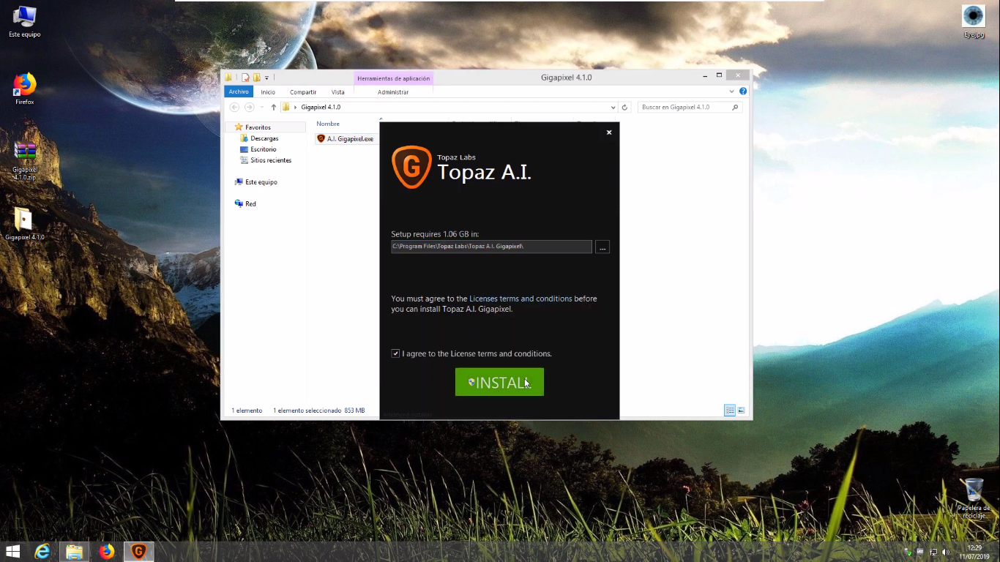 Este equipo
Firefox
Gigapixel
4.1.0.zip
Gigapixel 4.1.0
Eye.jpg
Papelera de
reciclaje
Herramientas de aplicación
Gigapixel 4.1.0
Archivo
Inicio
Compartir
Vista
Administrar
Gigapixel 4.1.0
Buscar en Gigapixel 4.1.0
Favoritos
Descargas
Escritorio
Sitios recientes
Este equipo
Red
Nombre
A.I. Gigapixel.exe
1 elemento
1 elemento seleccionado 853 MB
G
Topaz Labs
Topaz A.I.
Setup requires 1.06 GB in:
C:\Program Files\Topaz Labs\Topaz A.I. Gigapixel\
...
You must agree to the Licenses terms and conditions before
you can install Topaz A.I. Gigapixel.
I agree to the License terms and conditions.
INSTALL
12:29
11/07/2019